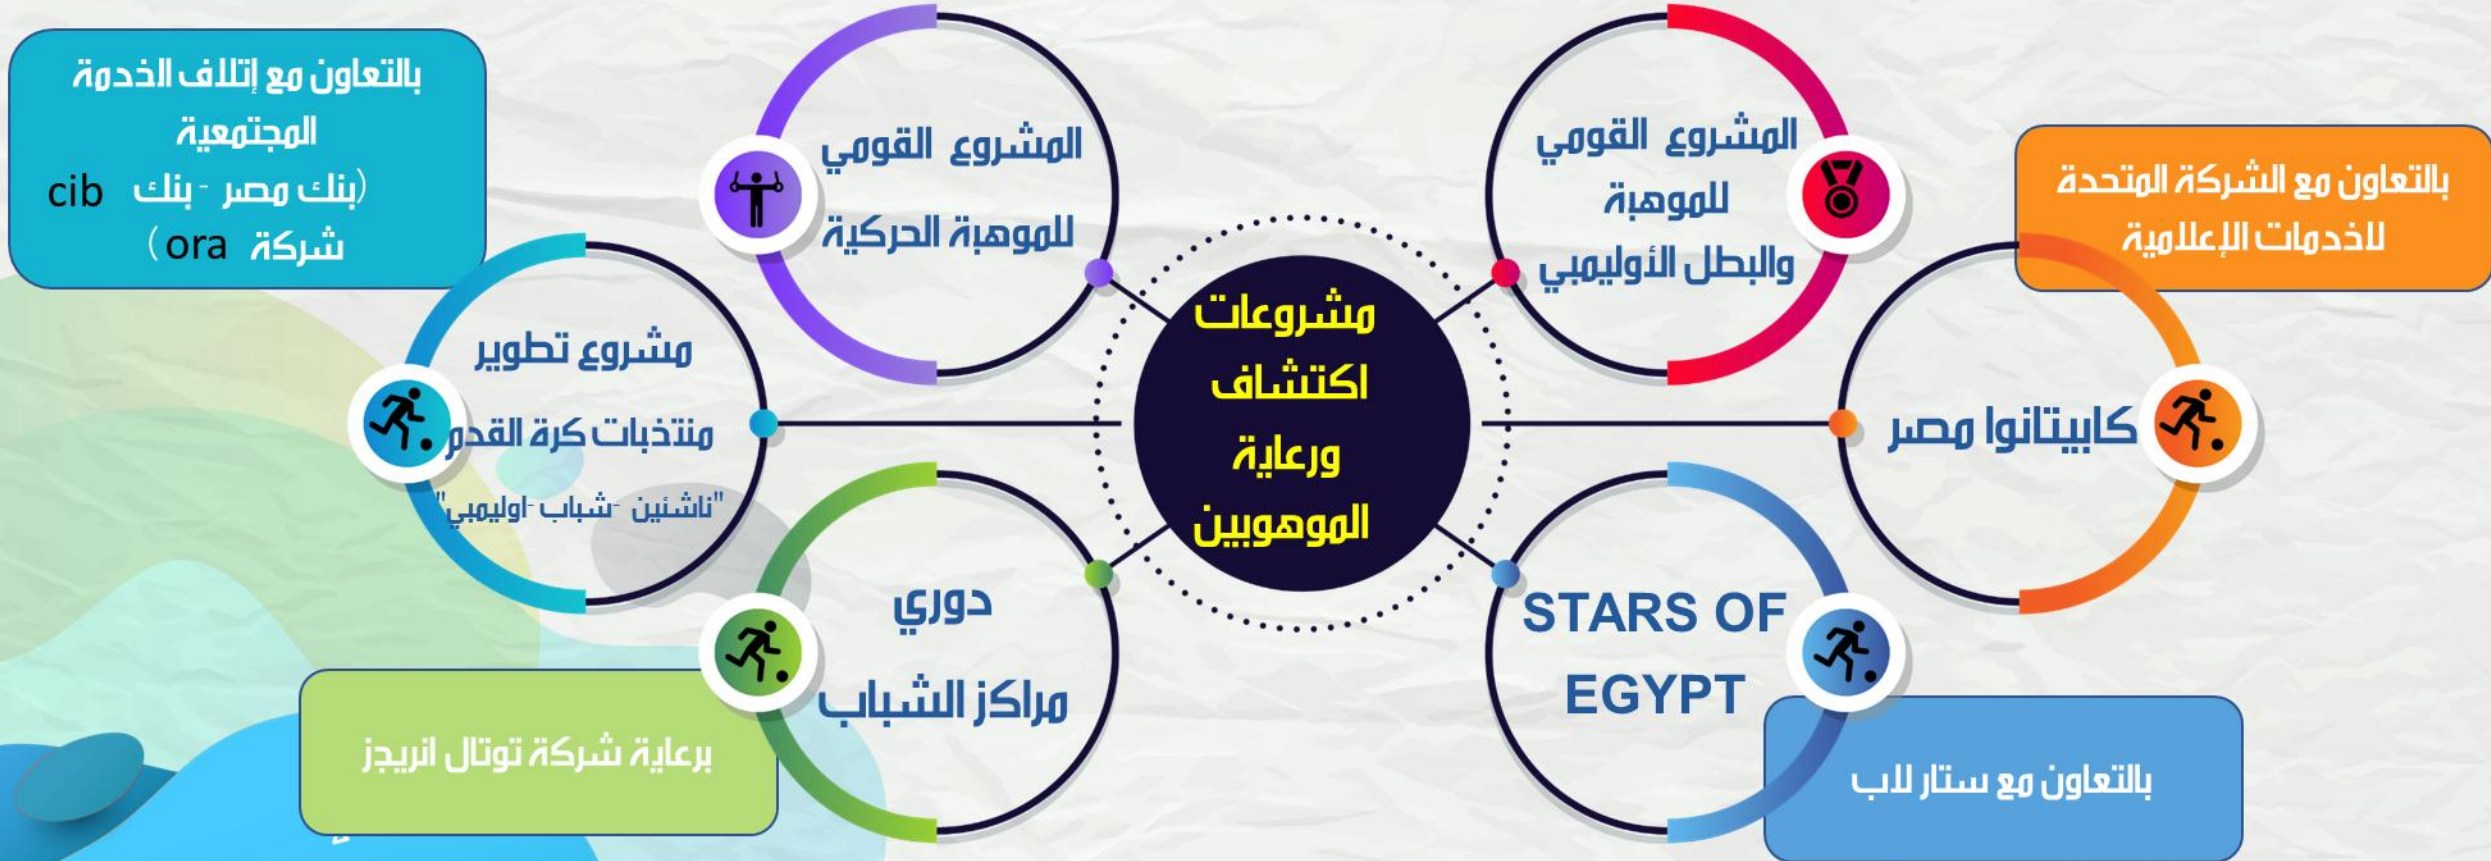 مشروعات
اكتشاف
ورعاية
الموهوبين
المشروع القومي
للموهبة
والبطل الأوليمبي
بالتعاون مع الشركة المتحدة
لاخدمات الإعلامية
كابيتانوا مصر
STARS OF
EGYPT
بالتعاون مع ستار لاب
المشروع القومي
للموهبة الحركية
بالتعاون مع إتلاف الخدمة
المجتمعية
(بنك مصر - بنك cib
شركة ora)
مشروع تطوير
منتخبات كرة القدم
"ناشئين - شباب - اوليمبي"
دوري
مراكز الشباب
برعاية شركة توتال انريجز